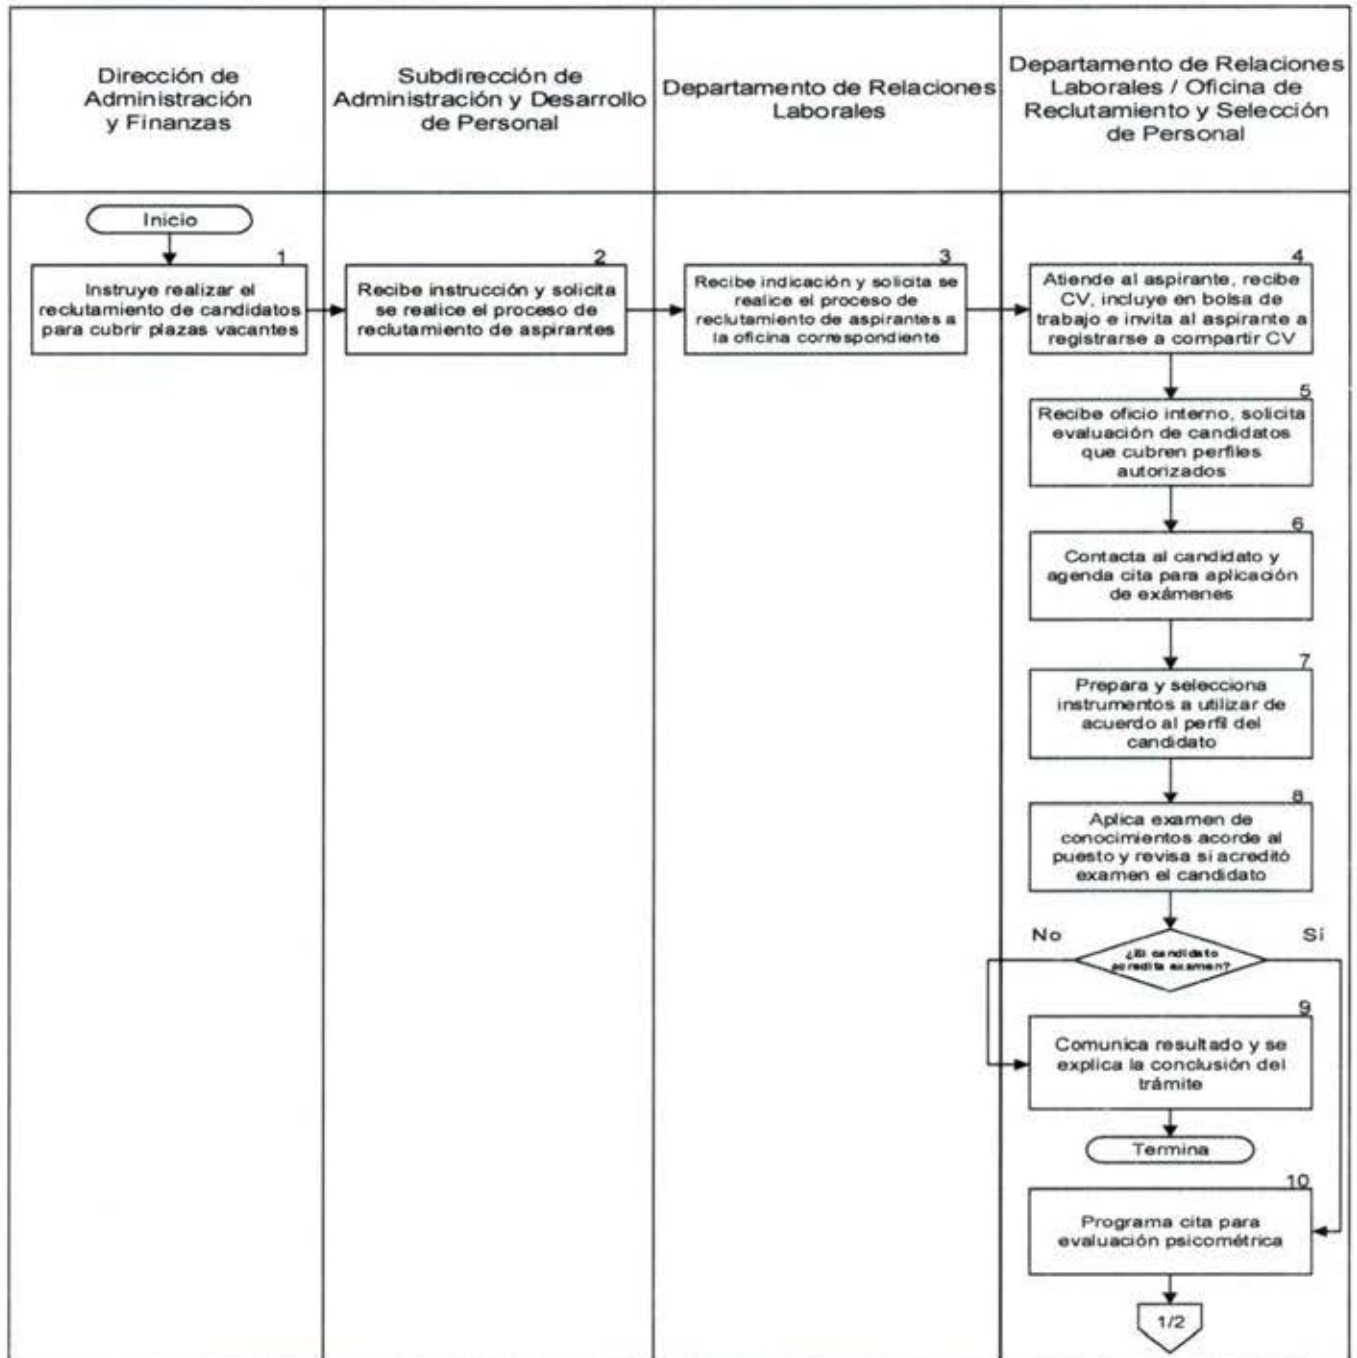 Dirección de
Administración
y Finanzas
Subdirección de
Administración y Desarrollo
de Personal
Departamento de Relaciones
Laborales
Departamento de Relaciones
Laborales / Oficina de
Reclutamiento y Selección
de Personal
Inicio
1
Instruye realizar el
reclutamiento de candidatos
para cubrir plazas vacantes
2
Recibe instrucción y solicita
se realice el proceso de
reclutamiento de aspirantes
3
Recibe indicación y solicita se
realice el proceso de
reclutamiento de aspirantes a
la oficina correspondiente
4
Atiende al aspirante, recibe
CV, incluye en bolsa de
trabajo e invita al aspirante a
registrarse a compartir CV
5
Recibe oficio interno, solicita
evaluación de candidatos
que cubren perfiles
autorizados
6
Contacta al candidato y
agenda cita para aplicación
de exámenes
7
Prepara y selecciona
instrumentos a utilizar de
acuerdo al perfil del
candidato
8
Aplica examen de
conocimientos acorde al
puesto y revisa si acreditó
examen el candidato
No
Sí
¿El candidato
acredita examen?
9
Comunica resultado y se
explica la conclusión del
trámite
Termina
10
Programa cita para
evaluación psicométrica
1/2